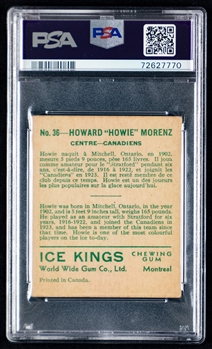 PSA
PSA
72627770
No. 36—HOWARD "HOWIE" MORENZ
CENTRE—CANADIENS
Howie naquit à Mitchell, Ontario, en 1902,
mesure 5 pieds 9 pouces, pèse 165 livres. Il joua
comme amateur pour le "Stratford" pendant six
ans, c'est-à-dire, de 1916 à 1922, et joignit le
"Canadiens" en 1923. Il est resté membre de ce
club depuis ce temps. Howie est un des joueurs
les plus populaires sur la glace aujourd'hui.
Howie was born in Mitchell, Ontario, in the year
1902, and is 5 feet 9 inches tall, weighs 165 pounds.
He played as an amateur with Stratford for six
years, 1916-1922, and joined the Canadiens in
1923, and has been a member of this team since
that time. Howie is one of the most colourful
players on the ice to-day.
ICE KINGS CHEWING GUM
World Wide Gum Co., Ltd. Montreal
Printed in Canada.